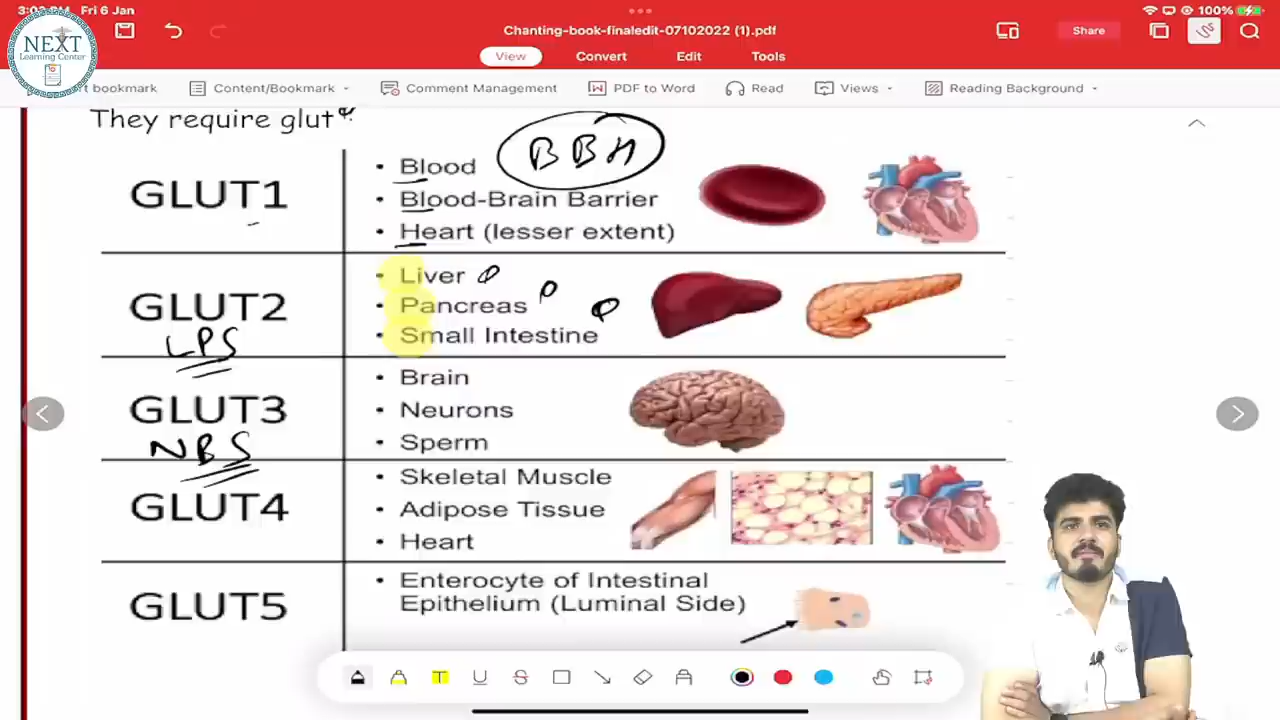 3:03 PM Fri 6 Jan
100%
NEXT
Learning Center
Chanting-book-finaledit-07102022 (1).pdf
Share
View Convert Edit Tools
t bookmark Content/Bookmark Comment Management PDF to Word Read Views Reading Background
They require glut
BBH
GLUT1
• Blood
• Blood-Brain Barrier
• Heart (lesser extent)
GLUT2
LPS
• Liver
• Pancreas
• Small Intestine
GLUT3
NBS
• Brain
• Neurons
• Sperm
GLUT4
• Skeletal Muscle
• Adipose Tissue
• Heart
GLUT5
• Enterocyte of Intestinal
Epithelium (Luminal Side)
T U S